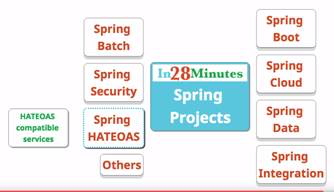 Spring
Batch
Spring
Security
HATEOAS
compatible
services
Spring
HATEOAS
Others
In28Minutes
Spring
Projects
Spring
Boot
Spring
Cloud
Spring
Data
Spring
Integration